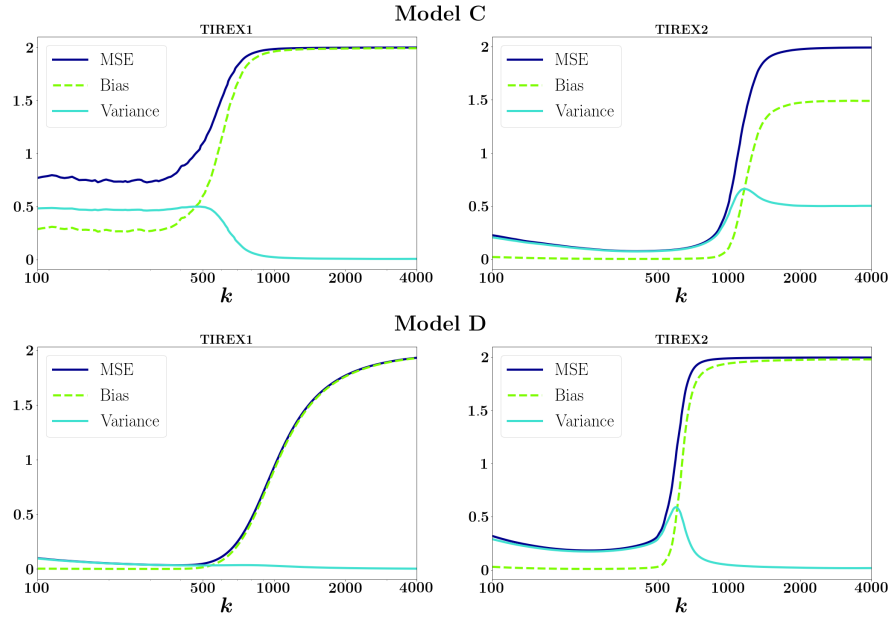 Model C
TIREX1
TIREX2
2
1.5
1
0.5
0
MSE
Bias
Variance
100
500
1000
2000
4000
k
2
1.5
1
0.5
0
MSE
Bias
Variance
100
500
1000
2000
4000
k
Model D
TIREX1
TIREX2
2
1.5
1
0.5
0
MSE
Bias
Variance
100
500
1000
2000
4000
k
2
1.5
1
0.5
0
MSE
Bias
Variance
100
500
1000
2000
4000
k